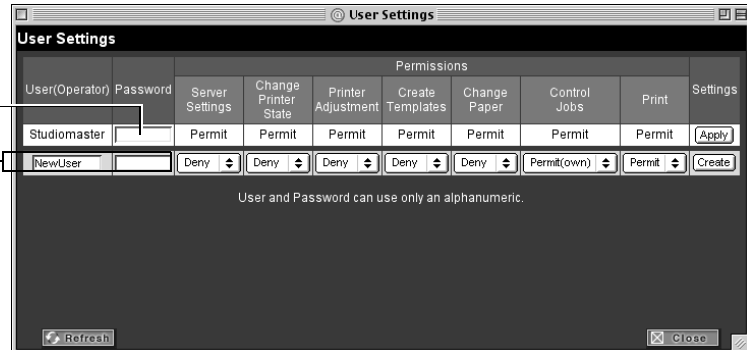 @ User Settings
User Settings
Permissions
User(Operator) Password Server Settings Change Printer State Printer Adjustment Create Templates Change Paper Control Jobs Print Settings
Studiomaster Permit Permit Permit Permit Permit Permit Permit Apply
NewUser Deny Deny Deny Deny Deny Permit(own) Permit Create
User and Password can use only an alphanumeric.
Refresh Close